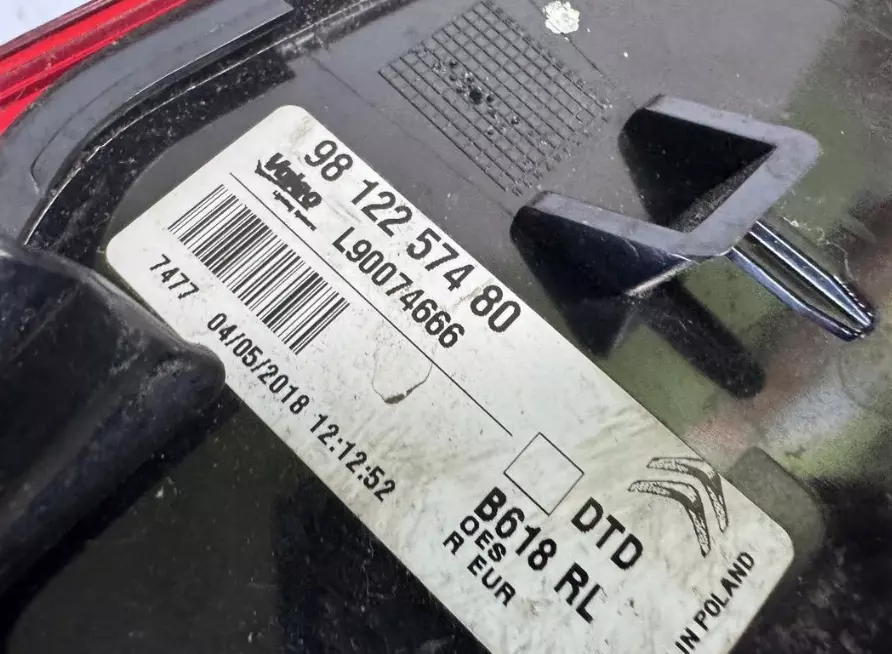 98 122 574 80
Valeo
L90074666
7477
04/05/2018 12:12:52
DTD
B618 RL
OES
R EUR
IN POLAND